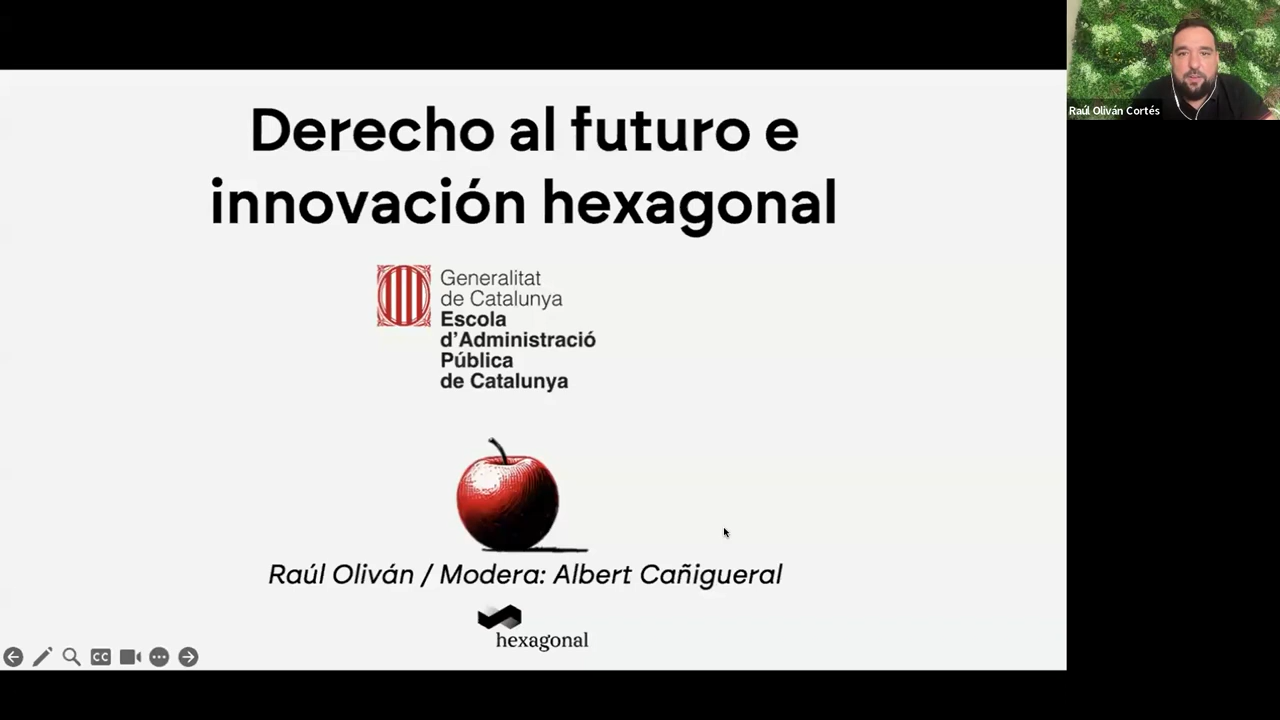 Derecho al futuro e
innovación hexagonal
Generalitat
de Catalunya
Escola
d'Administració
Pública
de Catalunya
Raúl Oliván / Modera: Albert Cañigueral
hexagonal
CC
Raúl Oliván Cortés